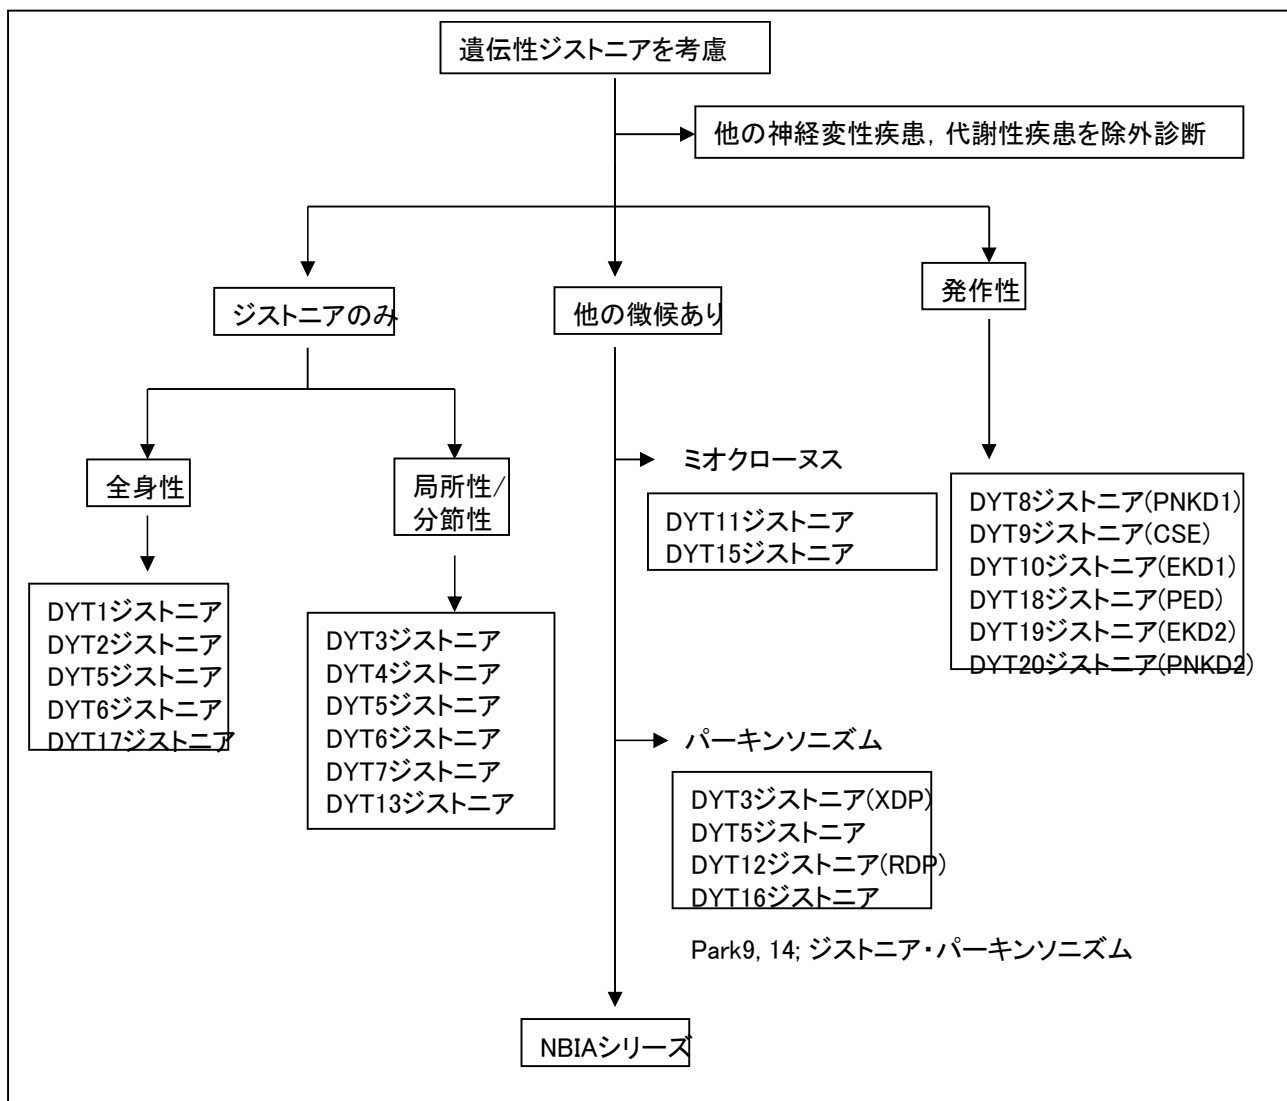 遺伝性ジストニアを考慮
他の神経変性疾患，代謝性疾患を除外診断
ジストニアのみ
他の徴候あり
発作性
全身性
局所性/
分節性
DYT1ジストニア
DYT2ジストニア
DYT5ジストニア
DYT6ジストニア
DYT17ジストニア
DYT3ジストニア
DYT4ジストニア
DYT5ジストニア
DYT6ジストニア
DYT7ジストニア
DYT13ジストニア
ミオクローヌス
DYT11ジストニア
DYT15ジストニア
パーキンソニズム
DYT3ジストニア(XDP)
DYT5ジストニア
DYT12ジストニア(RDP)
DYT16ジストニア
Park9, 14; ジストニア・パーキンソニズム
NBIAシリーズ
DYT8ジストニア(PNKD1)
DYT9ジストニア(CSE)
DYT10ジストニア(EKD1)
DYT18ジストニア(PED)
DYT19ジストニア(EKD2)
DYT20ジストニア(PNKD2)